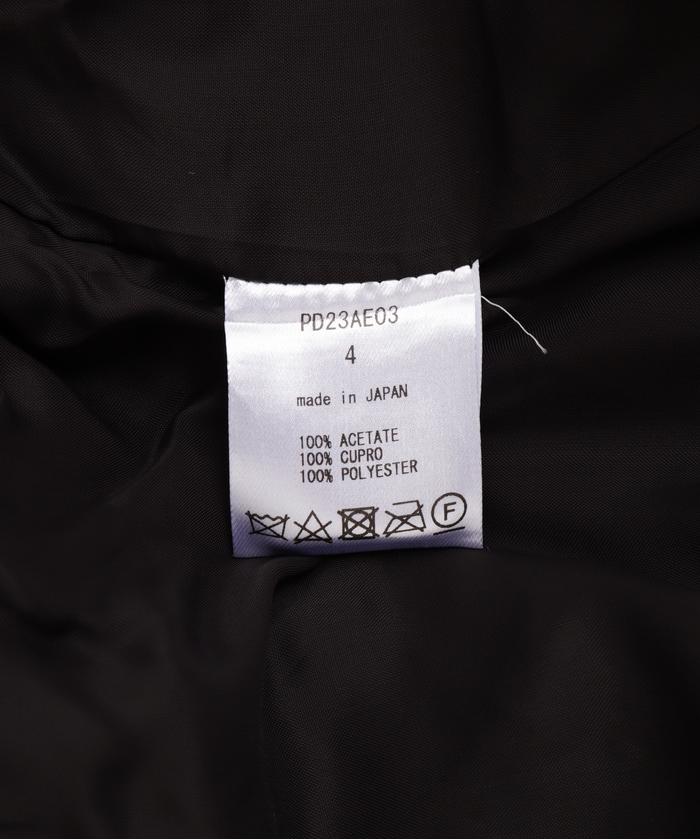 PD23AE03
4
made in JAPAN
100% ACETATE
100% CUPRO
100% POLYESTER
F